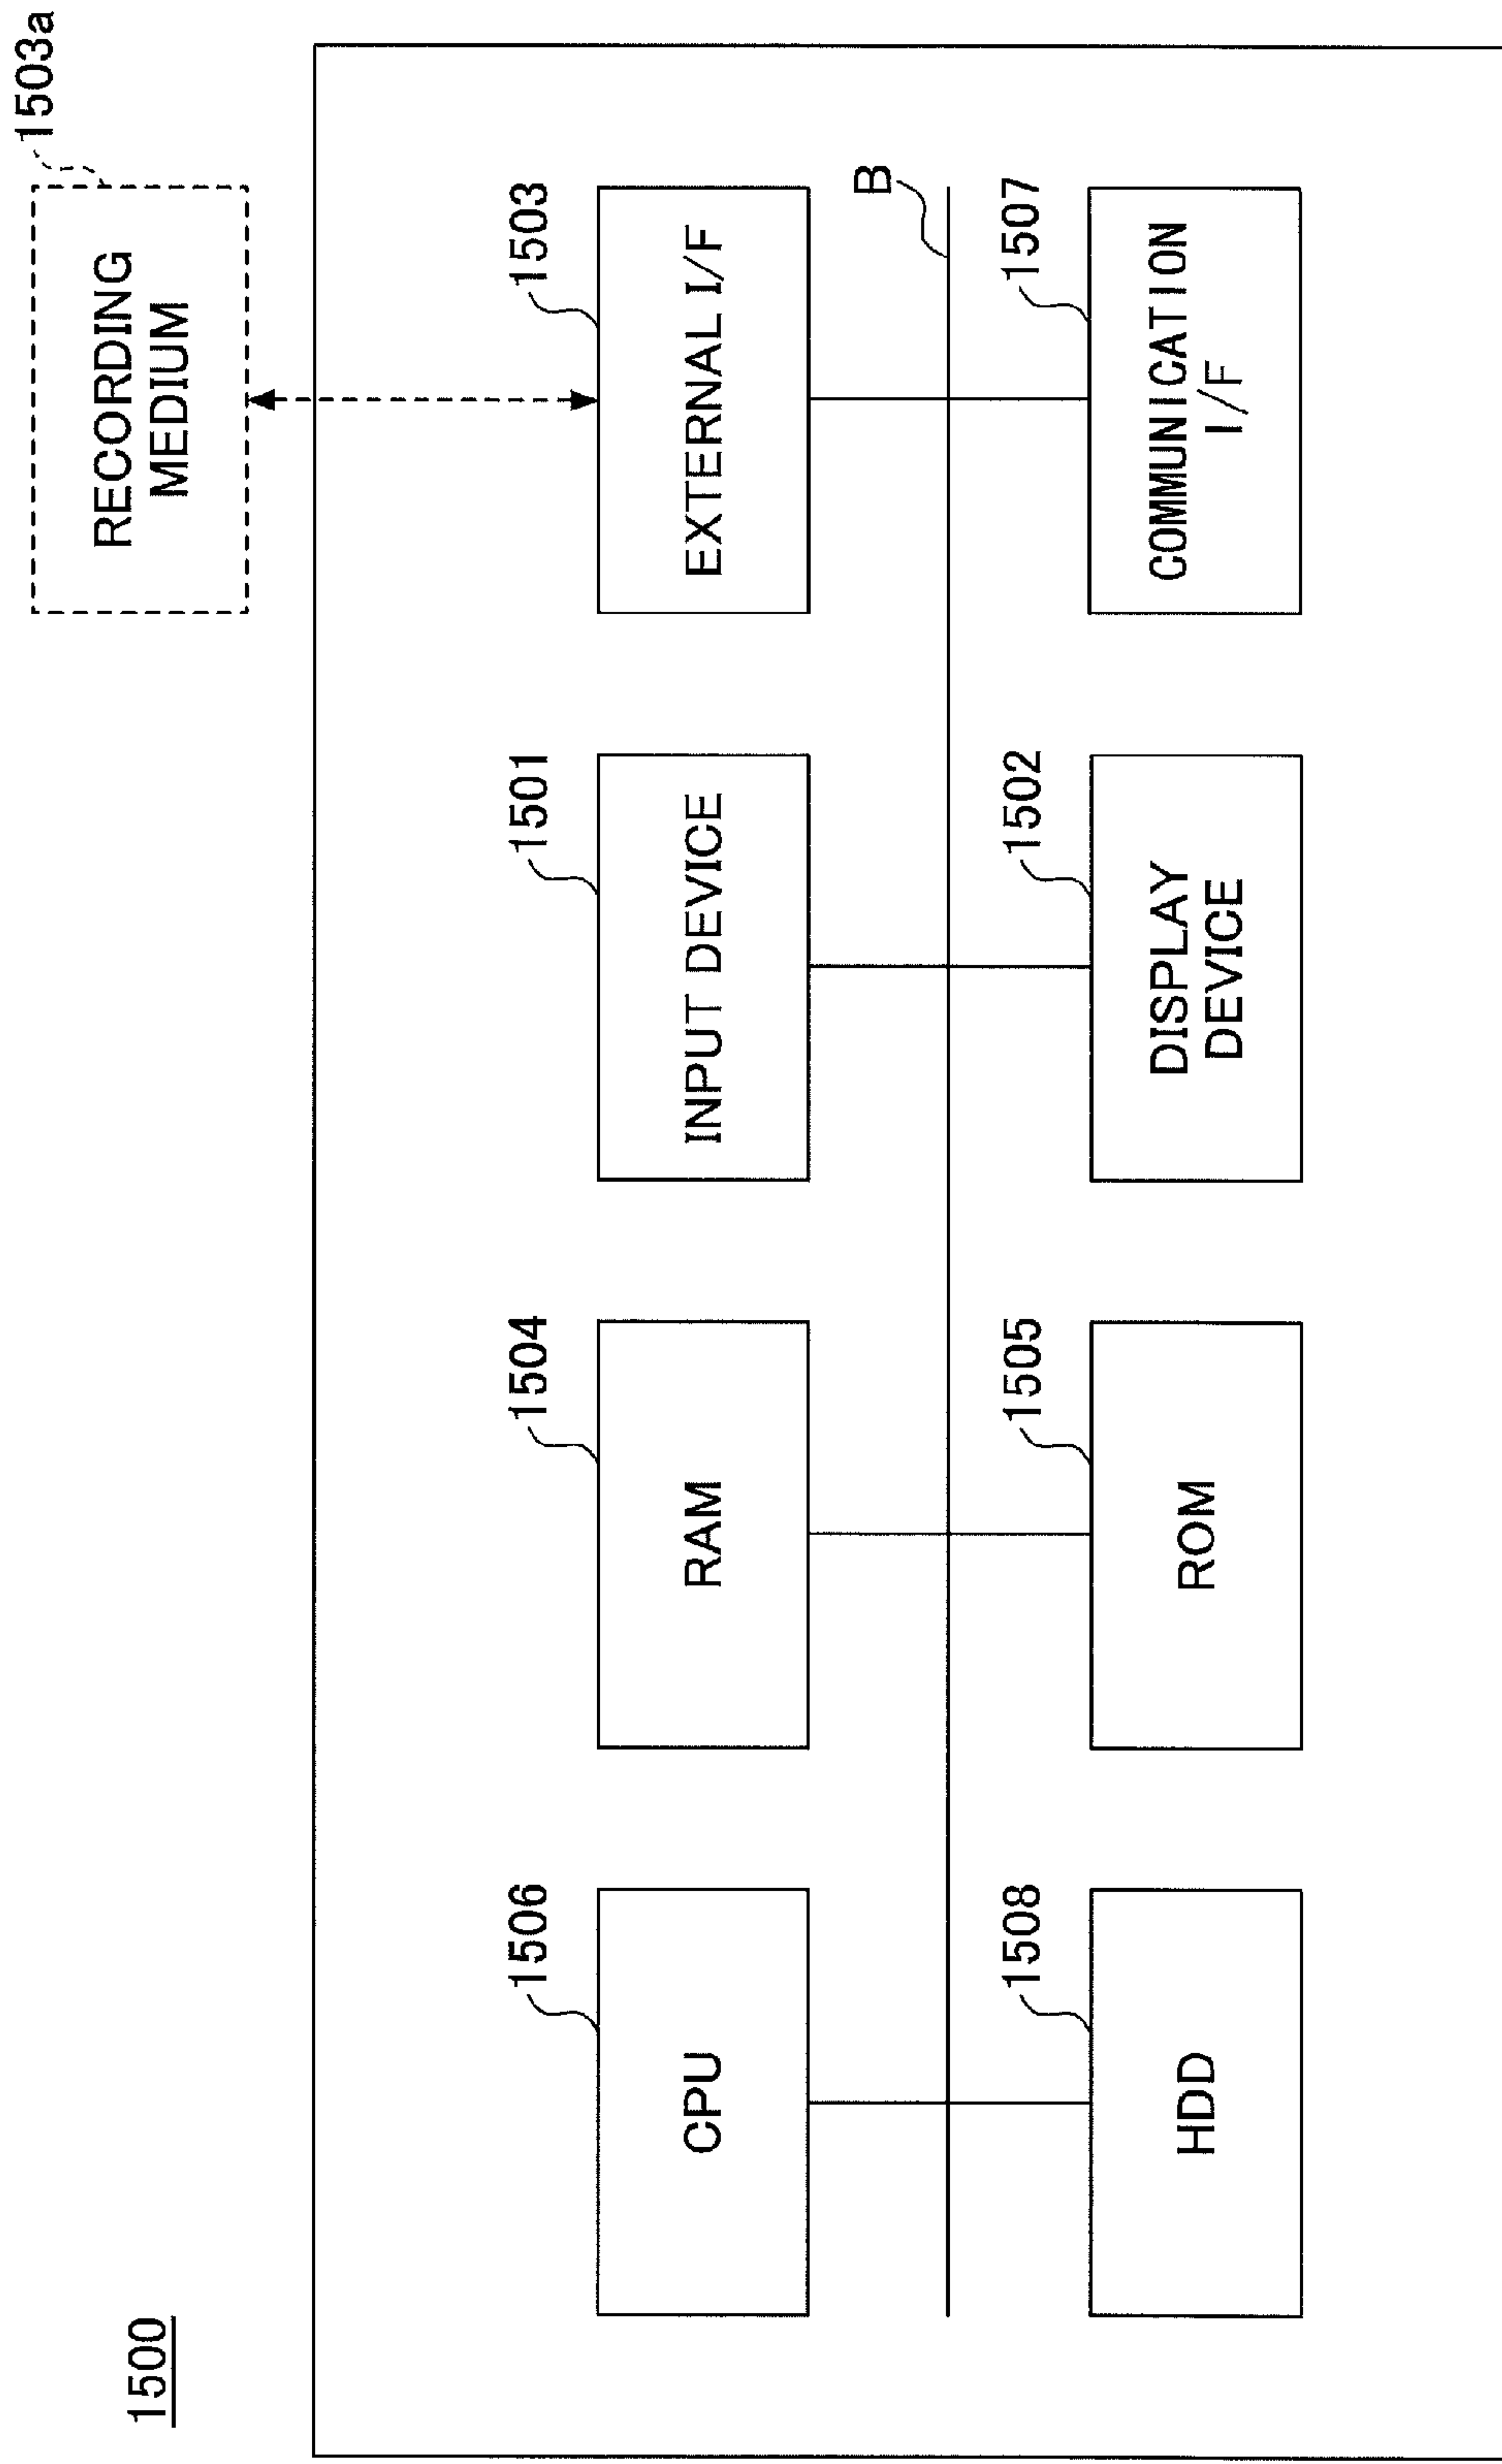 1500
1503a
RECORDING
MEDIUM
1506
CPU
1504
RAM
1501
INPUT DEVICE
1503
EXTERNAL I/F
B
1508
HDD
1505
ROM
1502
DISPLAY
DEVICE
1507
COMMUNICATION
I/F